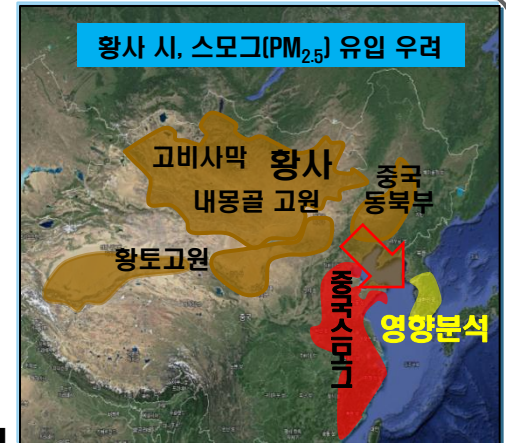 황사 시, 스모그(PM2.5) 유입 우려
고비사막
황사
내몽골 고원
중국
동북부
황토고원
중국스모그
영향분석